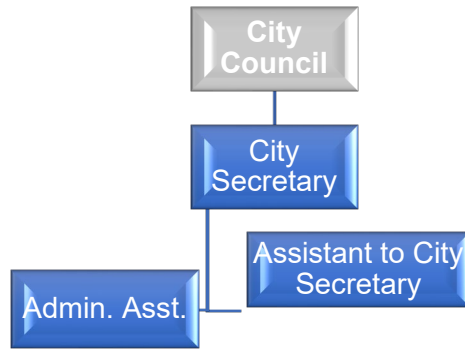 City
Council
City
Secretary
Assistant to City
Secretary
Admin. Asst.